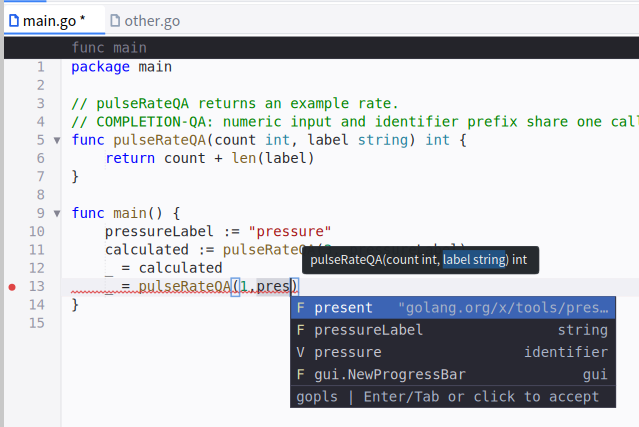 main.go *
other.go
func main
1 package main
2
3 // pulseRateQA returns an example rate.
4 // COMPLETION-QA: numeric input and identifier prefix share one call
5 func pulseRateQA(count int, label string) int {
6 return count + len(label)
7 }
8
9 func main() {
10 pressureLabel := "pressure"
11 calculated := pulseRateQA(
pulseRateQA(count int, label string) int
12 _ = calculated
13 _ = pulseRateQA(1,pres)
14 }
15
F present "golang.org/x/tools/pres…
F pressureLabel string
V pressure identifier
F gui.NewProgressBar gui
gopls | Enter/Tab or click to accept